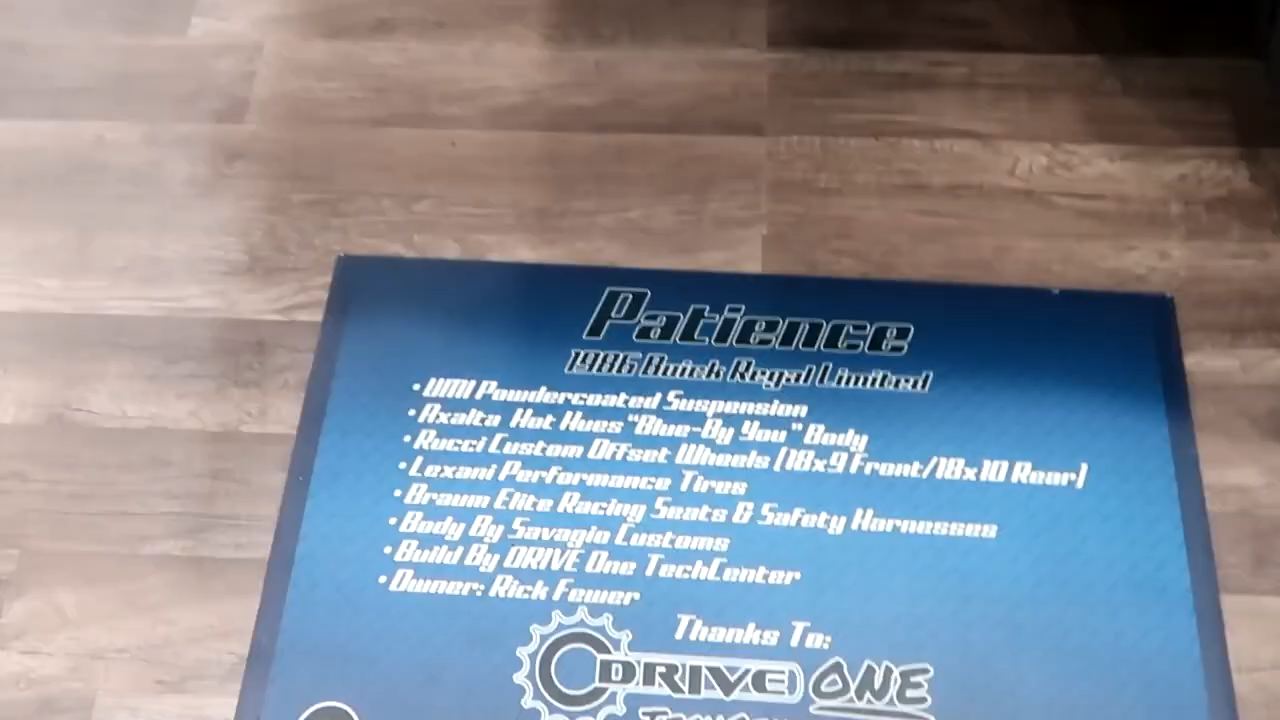 Patience
1986 Buick Regal Limited
• UMI Powdercoated Suspension
• Axalta Hot Hues "Blue-By You" Body
• Rucci Custom Offset Wheels (18x9 Front/18x10 Rear)
• Lexani Performance Tires
• Braum Elite Racing Seats & Safety Harnesses
• Body By Savagio Customs
• Build By DRIVE One TechCenter
• Owner: Rick Fewer
Thanks To:
DRIVE ONE